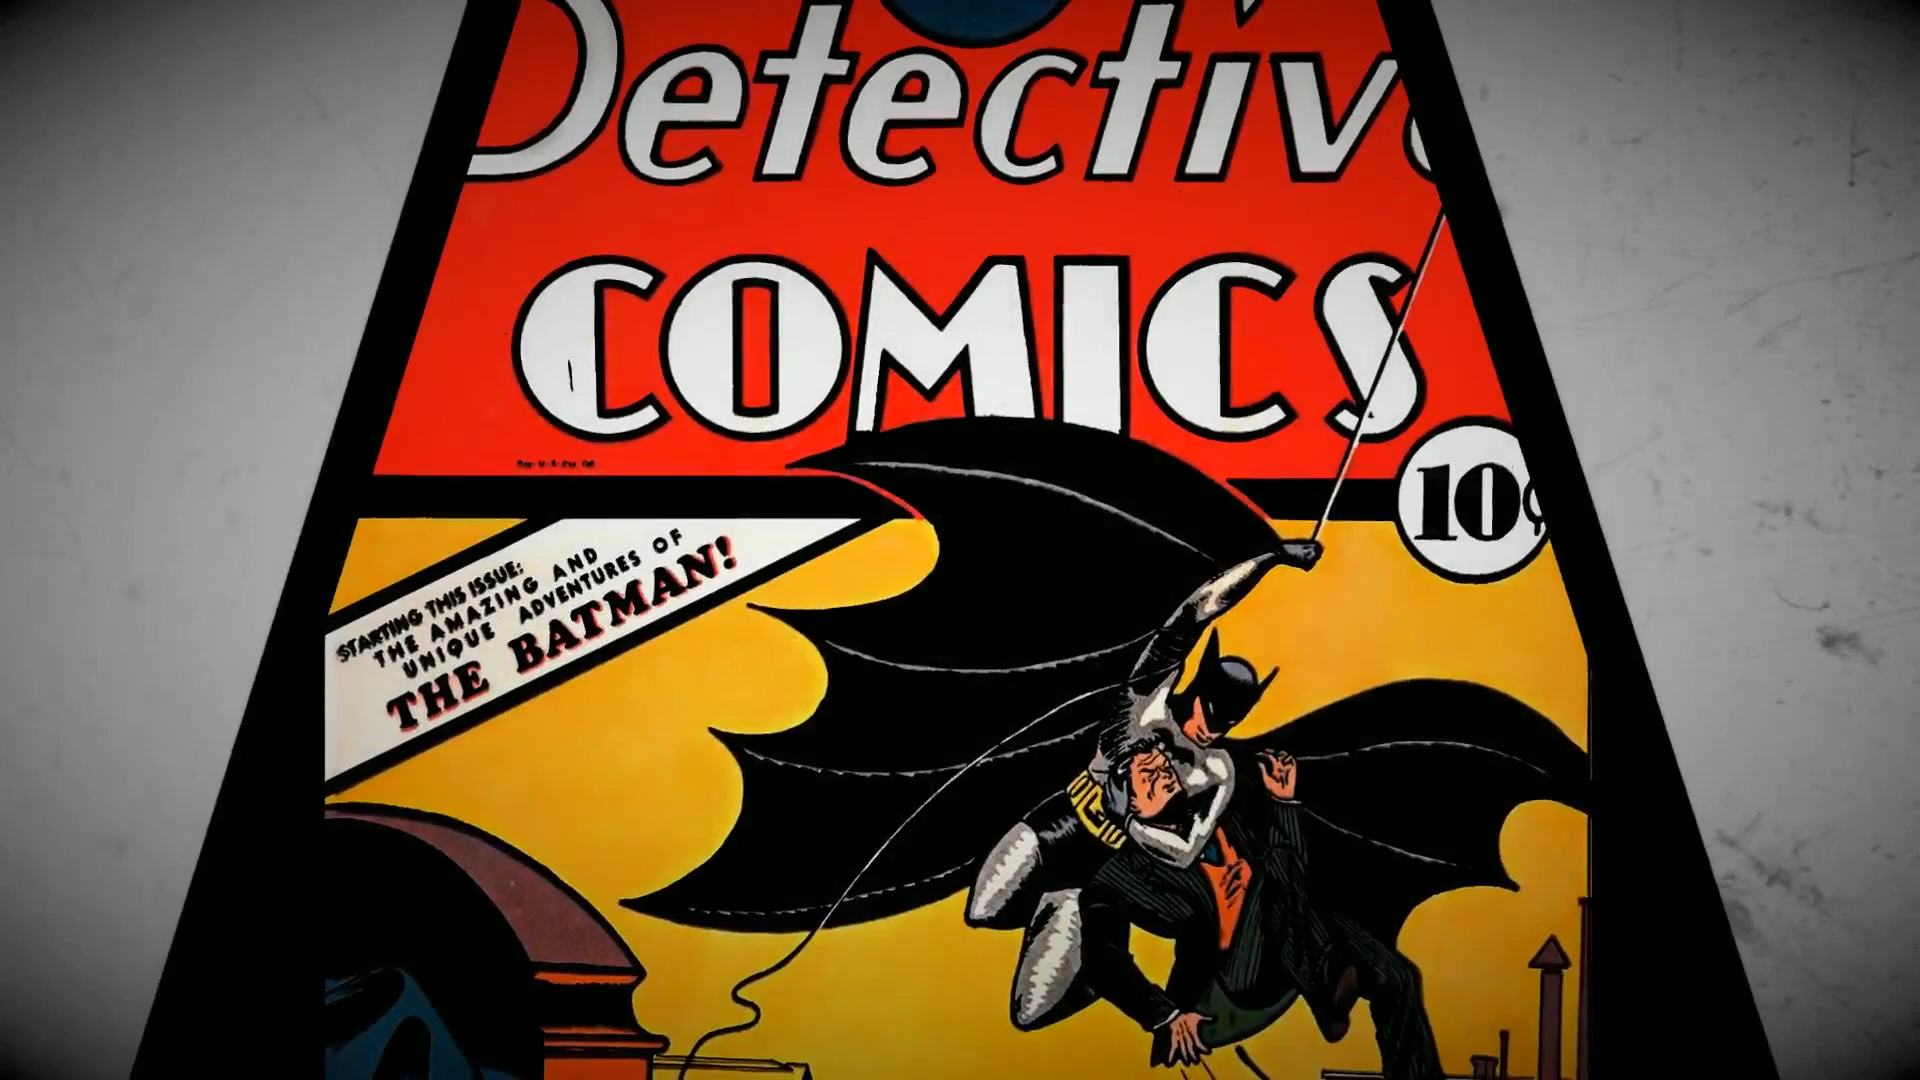 Detectiv
COMICS
10¢
STARTING THIS ISSUE:
THE AMAZING AND
UNIQUE ADVENTURES OF
THE BATMAN!